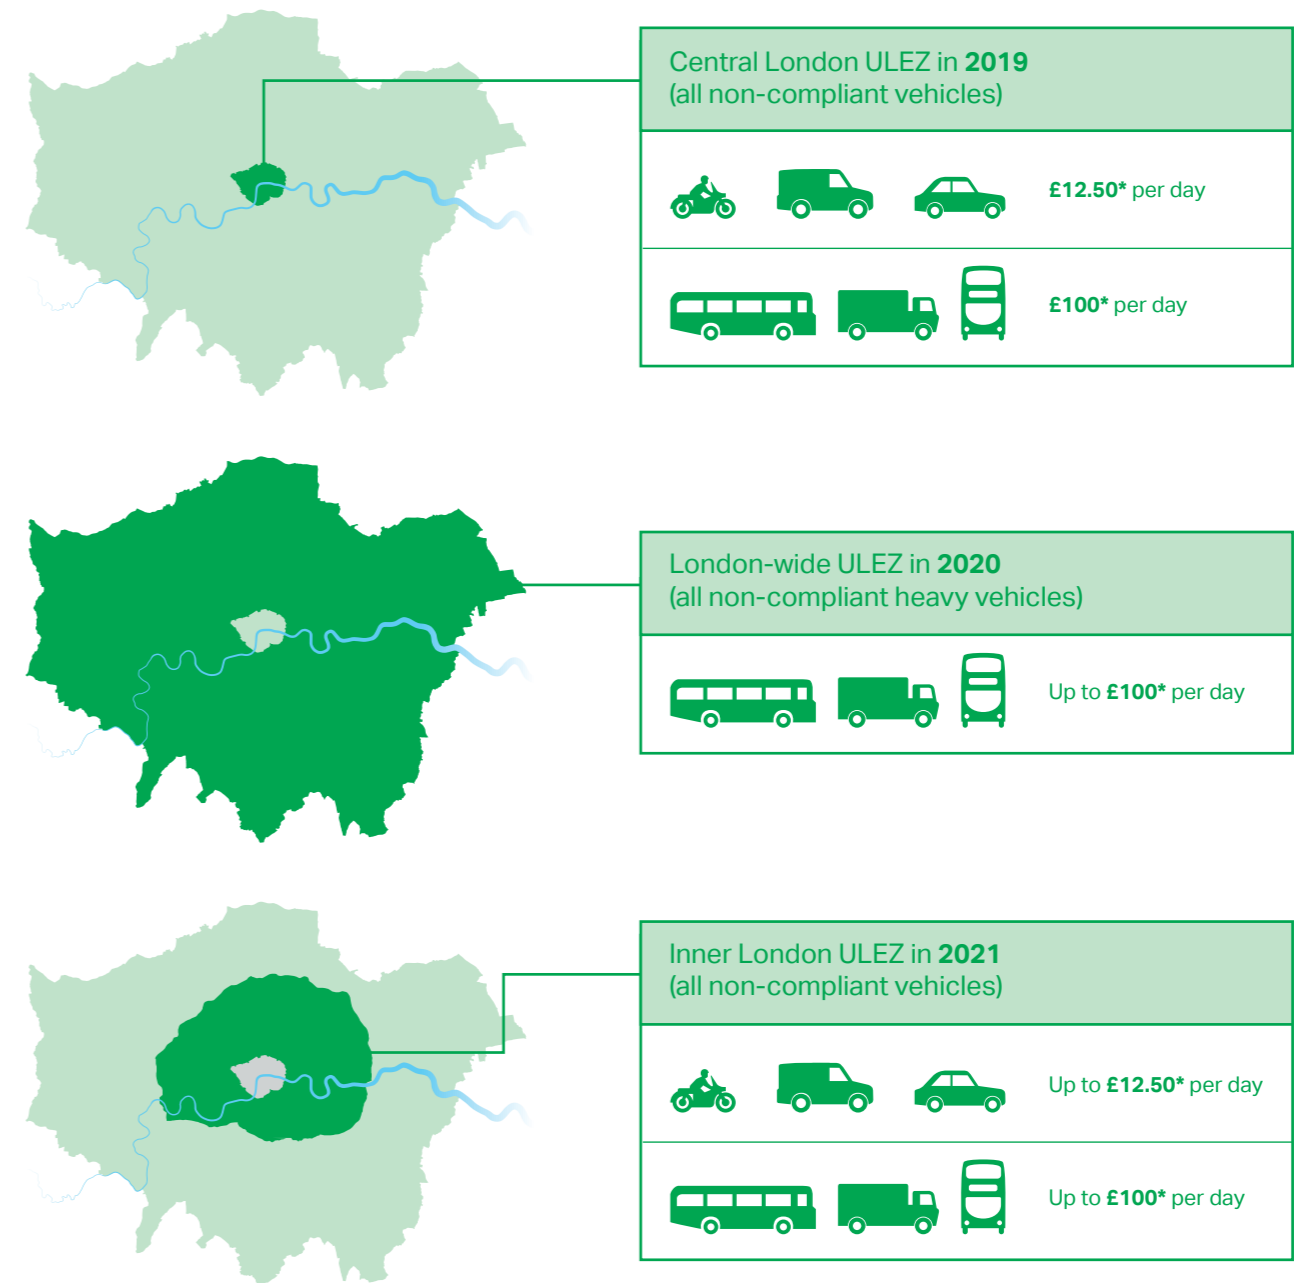 Central London ULEZ in 2019
(all non-compliant vehicles)
£12.50* per day
£100* per day
London-wide ULEZ in 2020
(all non-compliant heavy vehicles)
Up to £100* per day
Inner London ULEZ in 2021
(all non-compliant vehicles)
Up to £12.50* per day
Up to £100* per day